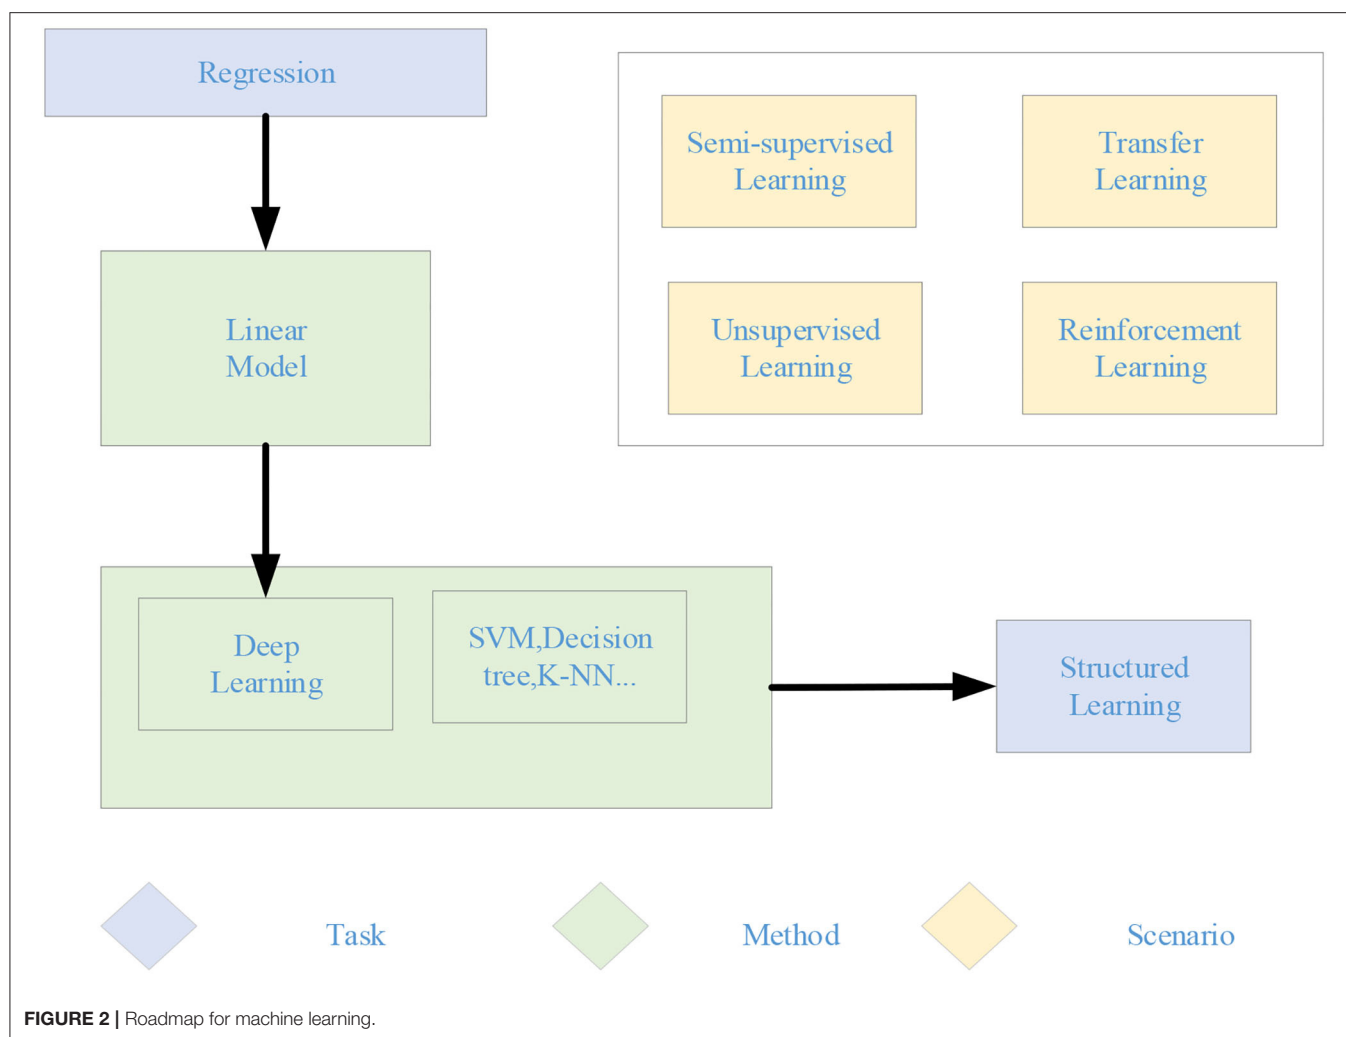 Regression
Linear
Model
Deep
Learning
SVM,Decision
tree,K-NN...
Structured
Learning
Semi-supervised
Learning
Transfer
Learning
Unsupervised
Learning
Reinforcement
Learning
Task
Method
Scenario
FIGURE 2 | Roadmap for machine learning.